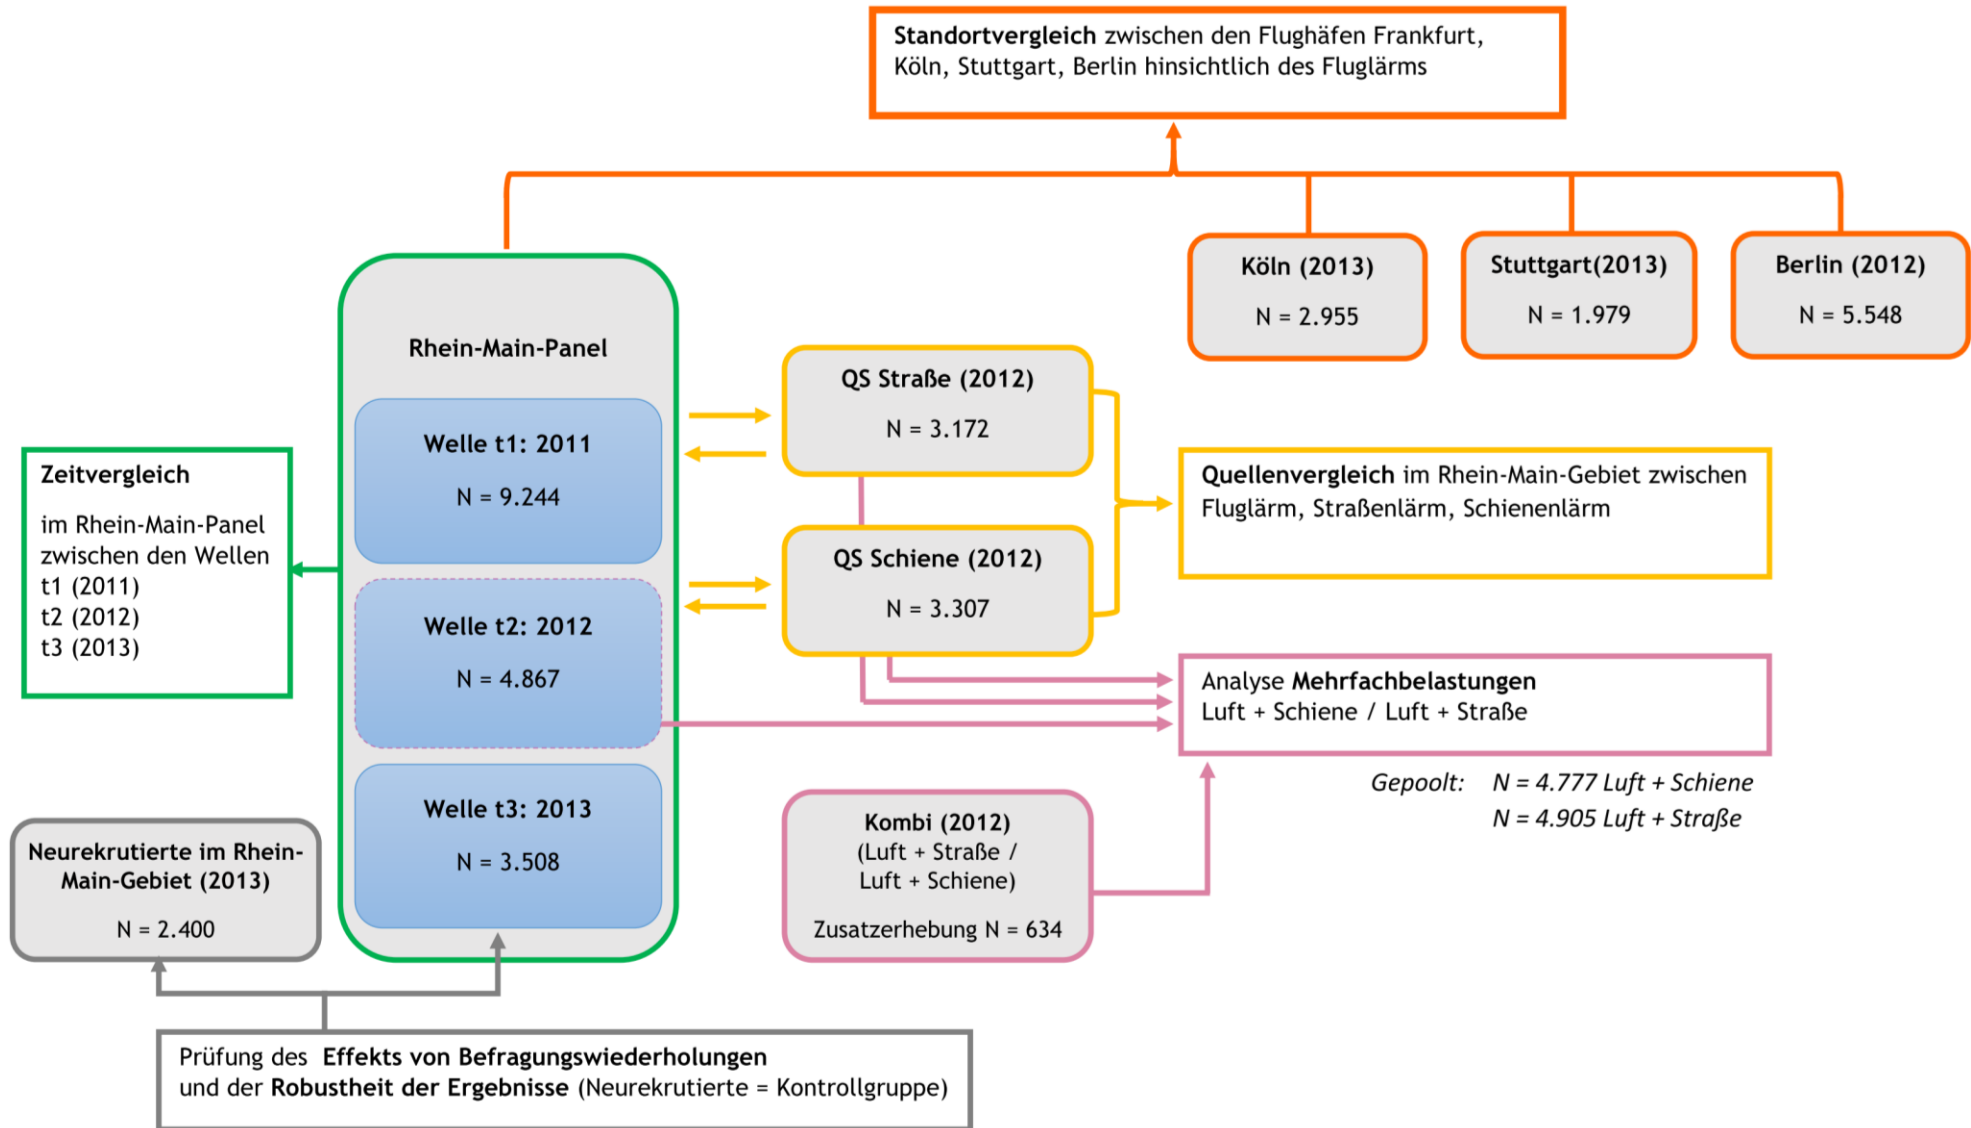 Standortvergleich zwischen den Flughäfen Frankfurt,
Köln, Stuttgart, Berlin hinsichtlich des Fluglärms
Köln (2013)
N = 2.955
Stuttgart(2013)
N = 1.979
Berlin (2012)
N = 5.548
Rhein-Main-Panel
Welle t1: 2011
N = 9.244
Welle t2: 2012
N = 4.867
Welle t3: 2013
N = 3.508
QS Straße (2012)
N = 3.172
QS Schiene (2012)
N = 3.307
Zeitvergleich
im Rhein-Main-Panel
zwischen den Wellen
t1 (2011)
t2 (2012)
t3 (2013)
Quellenvergleich im Rhein-Main-Gebiet zwischen
Fluglärm, Straßenlärm, Schienenlärm
Analyse Mehrfachbelastungen
Luft + Schiene / Luft + Straße
Gepoolt: N = 4.777 Luft + Schiene
N = 4.905 Luft + Straße
Kombi (2012)
(Luft + Straße /
Luft + Schiene)
Zusatzerhebung N = 634
Neurekrutierte im Rhein-
Main-Gebiet (2013)
N = 2.400
Prüfung des Effekts von Befragungswiederholungen
und der Robustheit der Ergebnisse (Neurekrutierte = Kontrollgruppe)